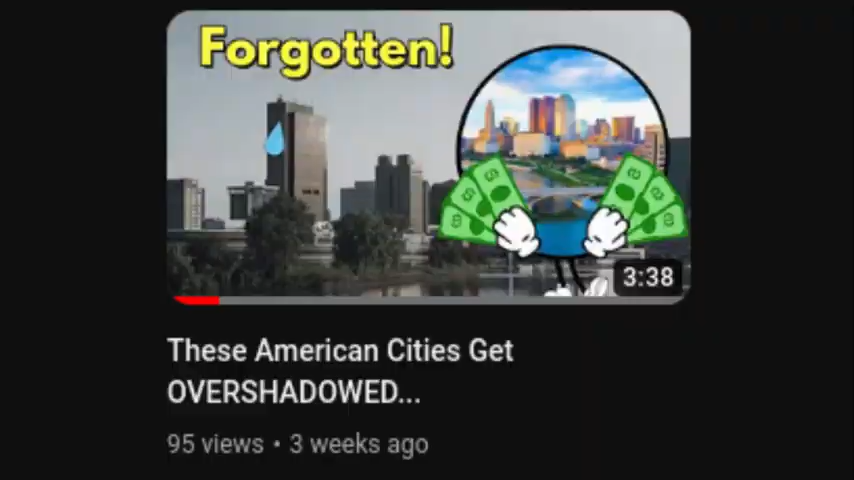 Forgotten!
3:38
These American Cities Get
OVERSHADOWED...
95 views • 3 weeks ago